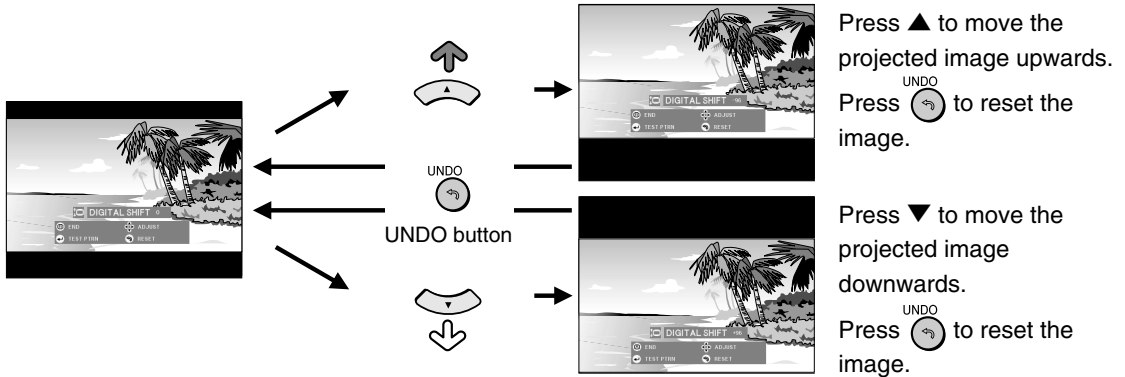 DIGITAL SHIFT 0
END ADJUST
TEST PTRN RESET
UNDO
UNDO button
DIGITAL SHIFT
END ADJUST
TEST PTRN RESET
Press ▲ to move the
projected image upwards.
UNDO
Press to reset the
image.
DIGITAL SHIFT
END ADJUST
TEST PTRN RESET
Press ▼ to move the
projected image
downwards.
UNDO
Press to reset the
image.